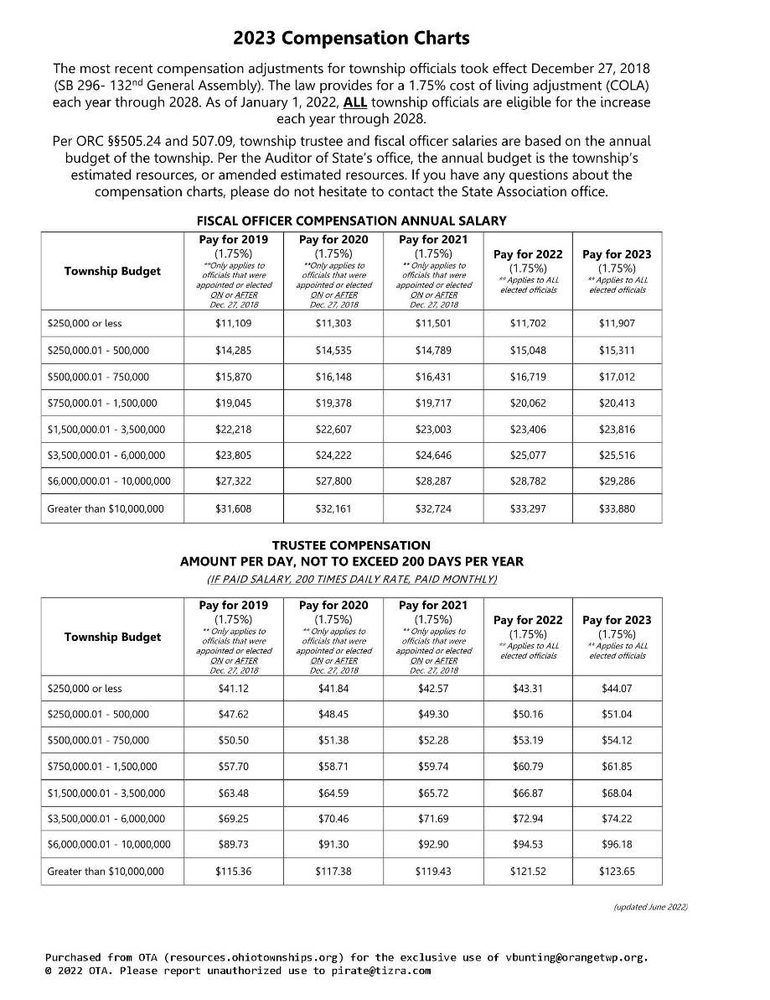 2023 Compensation Charts
The most recent compensation adjustments for township officials took effect December 27, 2018
(SB 296- 132nd General Assembly). The law provides for a 1.75% cost of living adjustment (COLA)
each year through 2028. As of January 1, 2022, ALL township officials are eligible for the increase
each year through 2028.
Per ORC §§505.24 and 507.09, township trustee and fiscal officer salaries are based on the annual
budget of the township. Per the Auditor of State's office, the annual budget is the township's
estimated resources, or amended estimated resources. If you have any questions about the
compensation charts, please do not hesitate to contact the State Association office.
FISCAL OFFICER COMPENSATION ANNUAL SALARY
Township Budget
Pay for 2019
(1.75%)
**Only applies to
officials that were
appointed or elected
ON or AFTER
Dec. 27, 2018
Pay for 2020
(1.75%)
**Only applies to
officials that were
appointed or elected
ON or AFTER
Dec. 27, 2018
Pay for 2021
(1.75%)
** Only applies to
officials that were
appointed or elected
ON or AFTER
Dec. 27, 2018
Pay for 2022
(1.75%)
** Applies to ALL
elected officials
Pay for 2023
(1.75%)
** Applies to ALL
elected officials
$250,000 or less $11,109 $11,303 $11,501 $11,702 $11,907
$250,000.01 - 500,000 $14,285 $14,535 $14,789 $15,048 $15,311
$500,000.01 - 750,000 $15,870 $16,148 $16,431 $16,719 $17,012
$750,000.01 - 1,500,000 $19,045 $19,378 $19,717 $20,062 $20,413
$1,500,000.01 - 3,500,000 $22,218 $22,607 $23,003 $23,406 $23,816
$3,500,000.01 - 6,000,000 $23,805 $24,222 $24,646 $25,077 $25,516
$6,000,000.01 - 10,000,000 $27,322 $27,800 $28,287 $28,782 $29,286
Greater than $10,000,000 $31,608 $32,161 $32,724 $33,297 $33,880
TRUSTEE COMPENSATION
AMOUNT PER DAY, NOT TO EXCEED 200 DAYS PER YEAR
(IF PAID SALARY, 200 TIMES DAILY RATE, PAID MONTHLY)
Township Budget
Pay for 2019
(1.75%)
** Only applies to
officials that were
appointed or elected
ON or AFTER
Dec. 27, 2018
Pay for 2020
(1.75%)
** Only applies to
officials that were
appointed or elected
ON or AFTER
Dec. 27, 2018
Pay for 2021
(1.75%)
** Only applies to
officials that were
appointed or elected
ON or AFTER
Dec. 27, 2018
Pay for 2022
(1.75%)
** Applies to ALL
elected officials
Pay for 2023
(1.75%)
** Applies to ALL
elected officials
$250,000 or less $41.12 $41.84 $42.57 $43.31 $44.07
$250,000.01 - 500,000 $47.62 $48.45 $49.30 $50.16 $51.04
$500,000.01 - 750,000 $50.50 $51.38 $52.28 $53.19 $54.12
$750,000.01 - 1,500,000 $57.70 $58.71 $59.74 $60.79 $61.85
$1,500,000.01 - 3,500,000 $63.48 $64.59 $65.72 $66.87 $68.04
$3,500,000.01 - 6,000,000 $69.25 $70.46 $71.69 $72.94 $74.22
$6,000,000.01 - 10,000,000 $89.73 $91.30 $92.90 $94.53 $96.18
Greater than $10,000,000 $115.36 $117.38 $119.43 $121.52 $123.65
(updated June 2022)
Purchased from OTA (resources.ohiotownships.org) for the exclusive use of vbunting@orangetwp.org.
© 2022 OTA. Please report unauthorized use to pirate@tizra.com